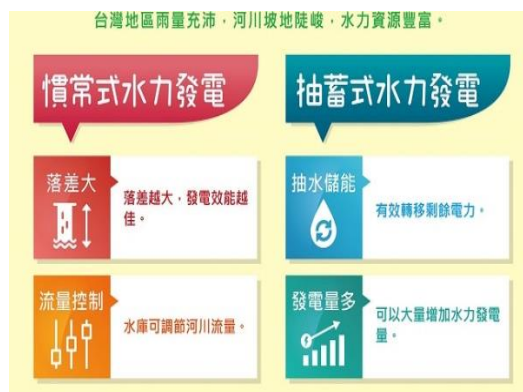 台灣地區雨量充沛，河川坡地陡峻，水力資源豐富。
慣常式水力發電
抽蓄式水力發電
落差大
落差越大，發電效能越
佳。
抽水儲能
有效轉移剩餘電力。
流量控制
水庫可調節河川流量。
發電量多
可以大量增加水力發電
量。